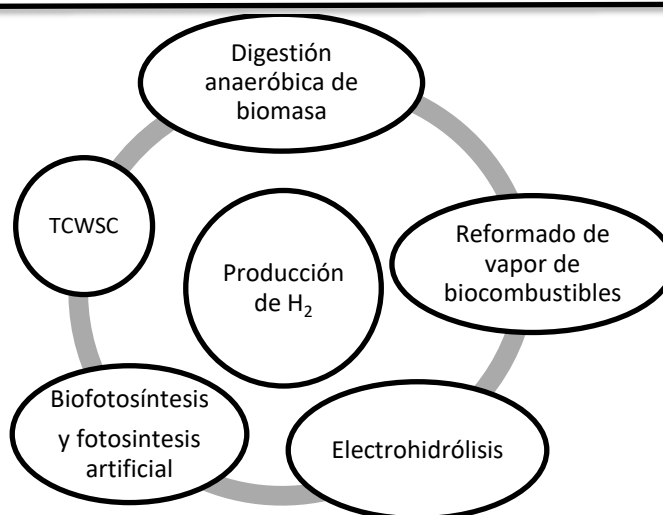 Digestión
anaeróbica de
biomasa
TCWSC
Producción
de H₂
Reformado de
vapor de
biocombustibles
Biofotosíntesis
y fotosintesis
artificial
Electrohidrólisis